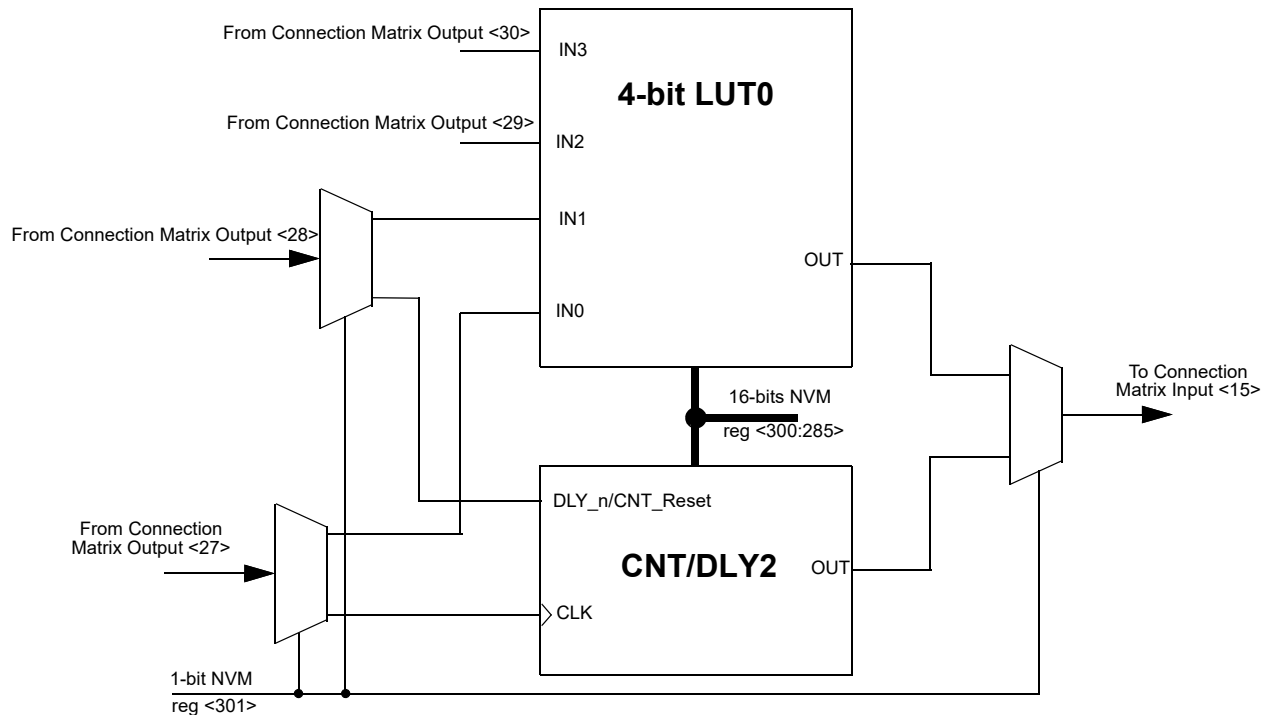 From Connection Matrix Output <30>
IN3
4-bit LUT0
From Connection Matrix Output <29>
IN2
IN1
From Connection Matrix Output <28>
OUT
IN0
To Connection
Matrix Input <15>
16-bits NVM
reg <300:285>
DLY_n/CNT_Reset
From Connection
Matrix Output <27>
CNT/DLY2
OUT
CLK
1-bit NVM
reg <301>